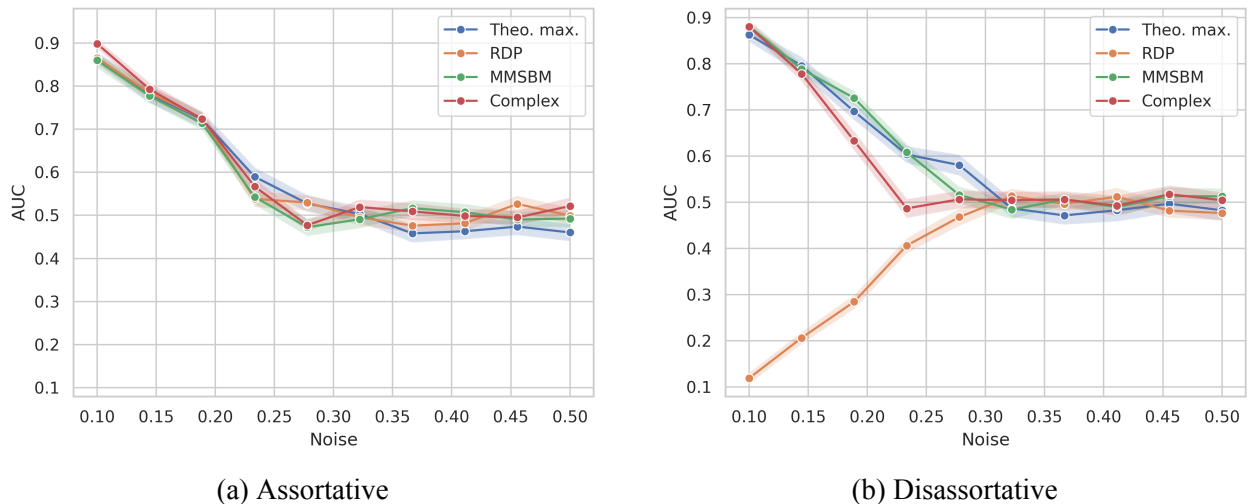 Theo. max.
RDP
MMSBM
Complex
0.9
0.8
0.7
0.6
0.5
0.4
0.3
0.2
0.1
AUC
0.10 0.15 0.20 0.25 0.30 0.35 0.40 0.45 0.50
Noise
(a) Assortative
Theo. max.
RDP
MMSBM
Complex
0.9
0.8
0.7
0.6
0.5
0.4
0.3
0.2
0.1
AUC
0.10 0.15 0.20 0.25 0.30 0.35 0.40 0.45 0.50
Noise
(b) Disassortative